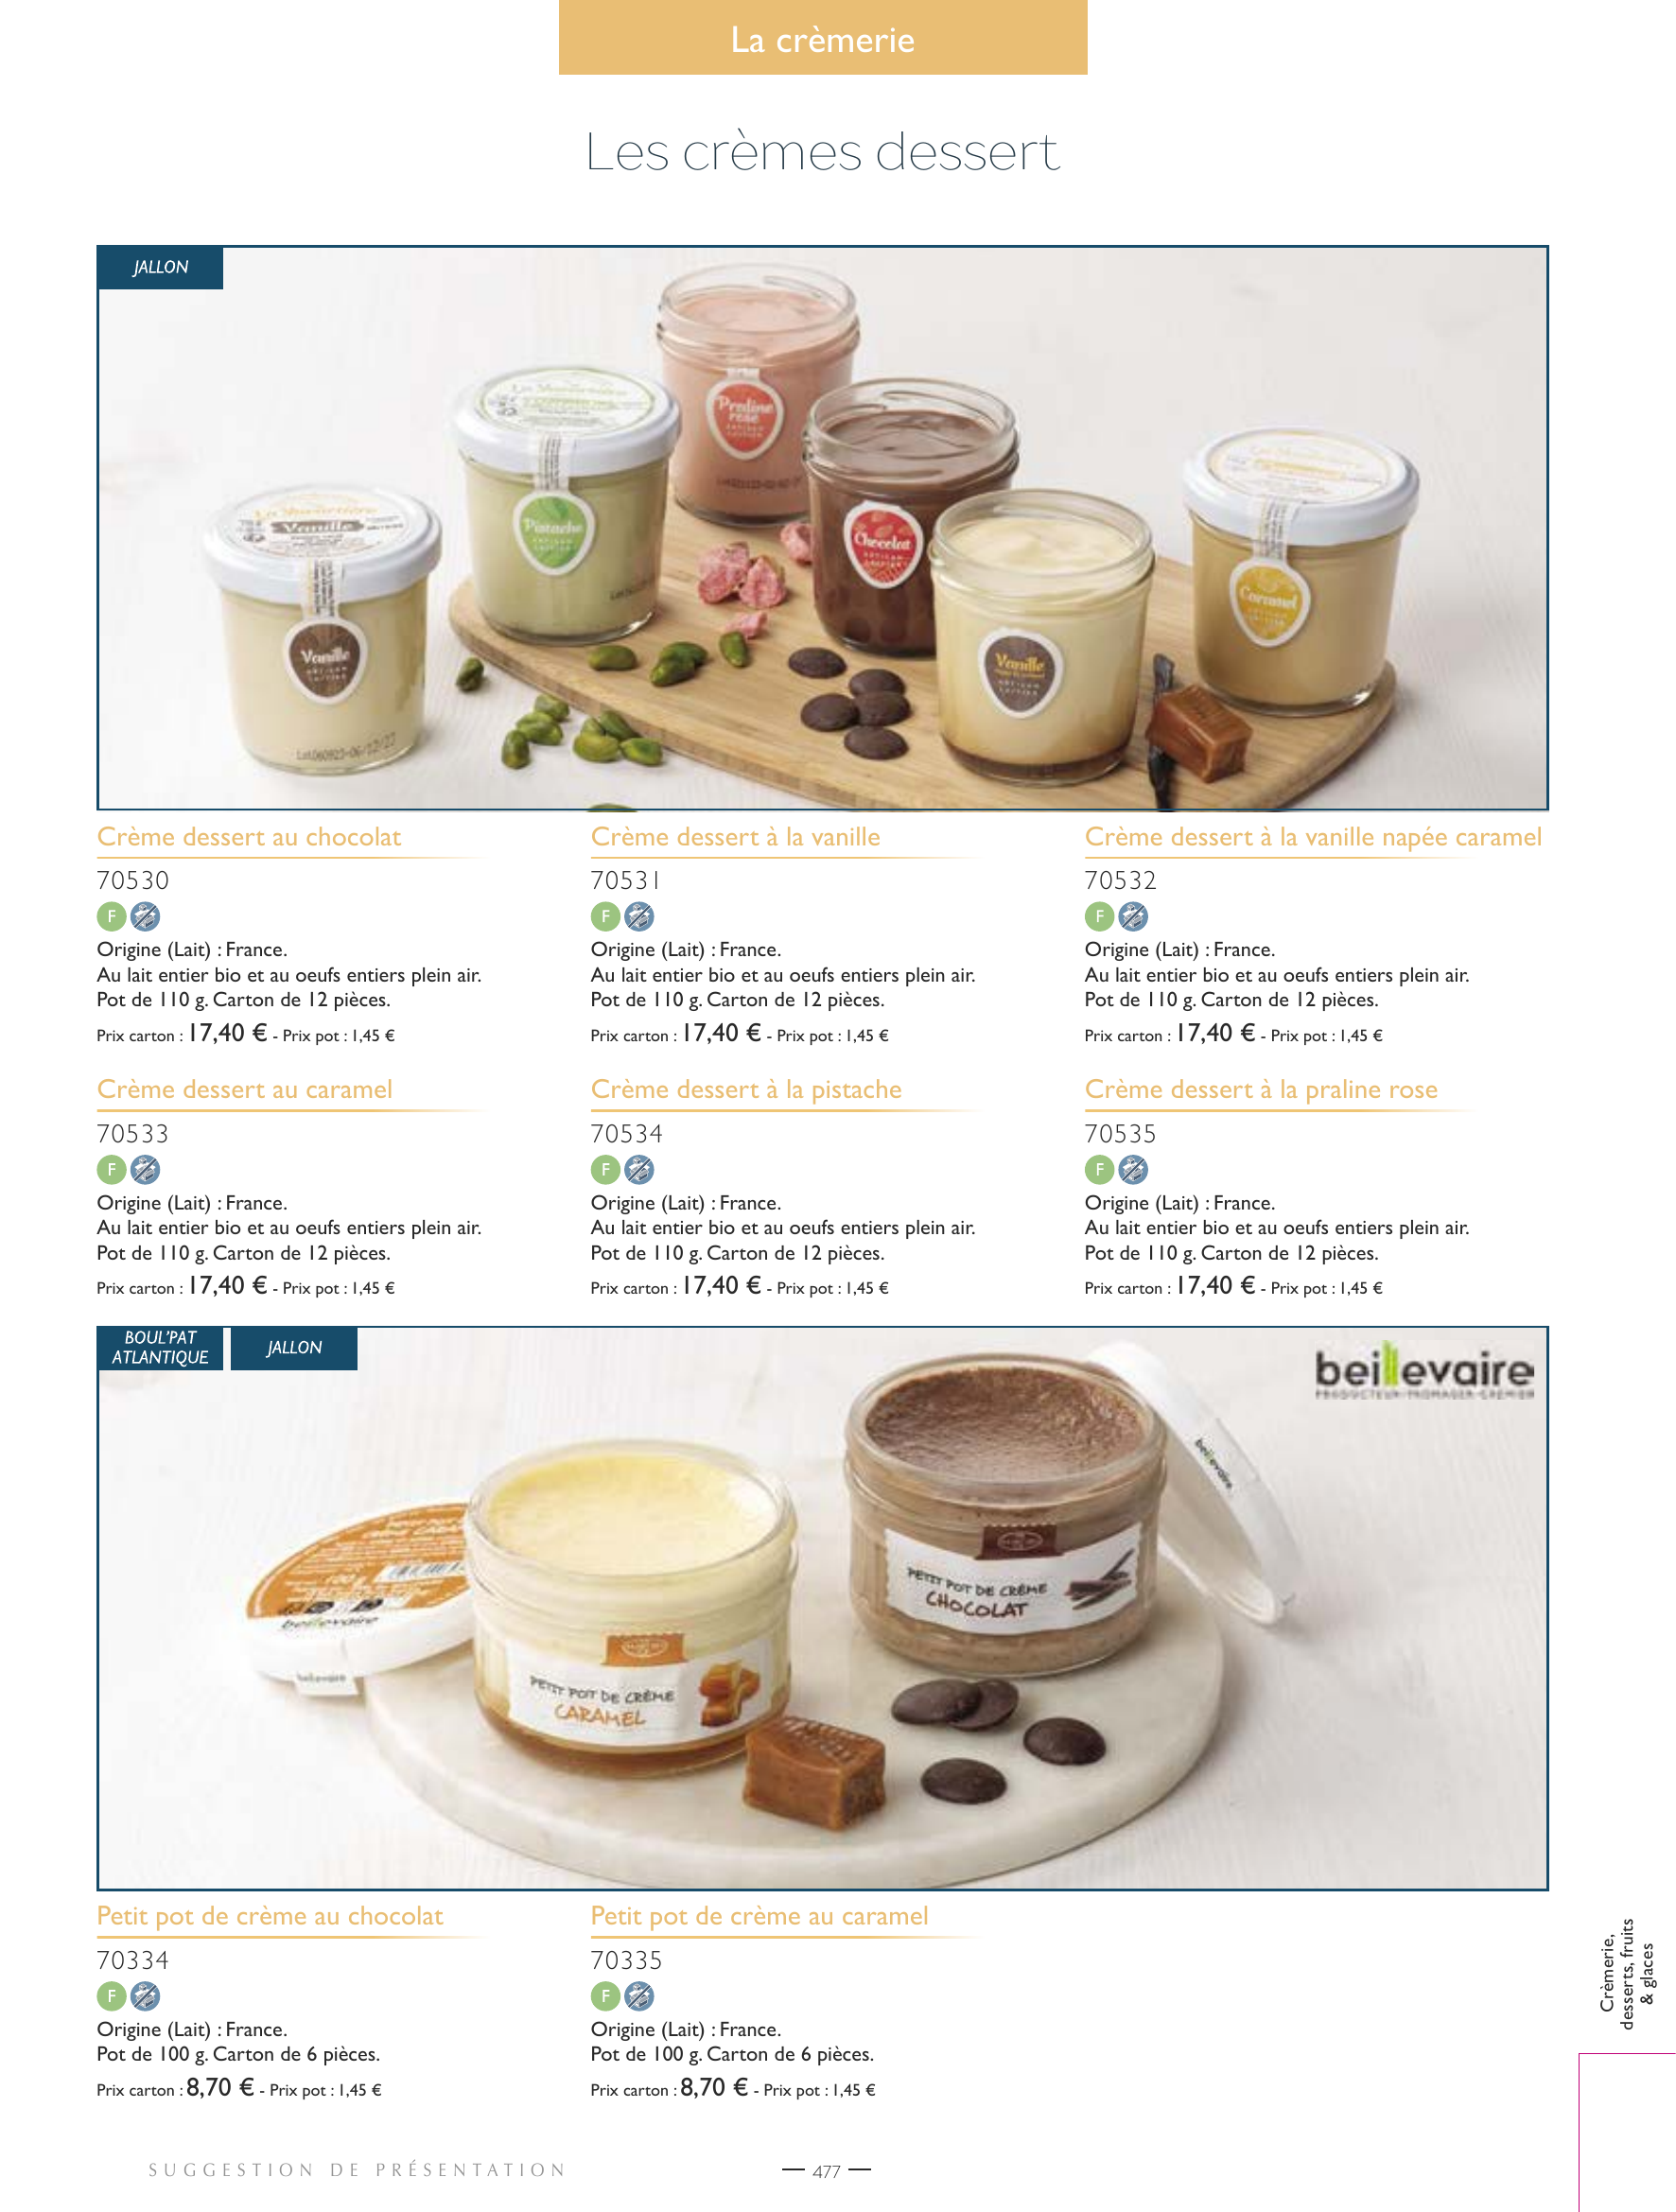 La crèmerie
Les crèmes dessert
JALLON
Praline
rose
Pistache
Chocolat
Vanille
Vanille
Vanille
Caramel
Crème dessert au chocolat
70530
F
Origine (Lait) : France.
Au lait entier bio et au oeufs entiers plein air.
Pot de 110 g. Carton de 12 pièces.
Prix carton : 17,40 € - Prix pot : 1,45 €
Crème dessert à la vanille
70531
F
Origine (Lait) : France.
Au lait entier bio et au oeufs entiers plein air.
Pot de 110 g. Carton de 12 pièces.
Prix carton : 17,40 € - Prix pot : 1,45 €
Crème dessert à la vanille napée caramel
70532
F
Origine (Lait) : France.
Au lait entier bio et au oeufs entiers plein air.
Pot de 110 g. Carton de 12 pièces.
Prix carton : 17,40 € - Prix pot : 1,45 €
Crème dessert au caramel
70533
F
Origine (Lait) : France.
Au lait entier bio et au oeufs entiers plein air.
Pot de 110 g. Carton de 12 pièces.
Prix carton : 17,40 € - Prix pot : 1,45 €
Crème dessert à la pistache
70534
F
Origine (Lait) : France.
Au lait entier bio et au oeufs entiers plein air.
Pot de 110 g. Carton de 12 pièces.
Prix carton : 17,40 € - Prix pot : 1,45 €
Crème dessert à la praline rose
70535
F
Origine (Lait) : France.
Au lait entier bio et au oeufs entiers plein air.
Pot de 110 g. Carton de 12 pièces.
Prix carton : 17,40 € - Prix pot : 1,45 €
BOUL'PAT
ATLANTIQUE
JALLON
beillevaire
PRODUCTEUR-FROMAGER-CRÉMIER
beillevaire
PETIT POT DE CRÈME
CHOCOLAT
beillevaire
beillevaire
PETIT POT DE CRÈME
CARAMEL
Petit pot de crème au chocolat
70334
F
Origine (Lait) : France.
Pot de 100 g. Carton de 6 pièces.
Prix carton : 8,70 € - Prix pot : 1,45 €
Petit pot de crème au caramel
70335
F
Origine (Lait) : France.
Pot de 100 g. Carton de 6 pièces.
Prix carton : 8,70 € - Prix pot : 1,45 €
Crèmerie,
desserts, fruits
& glaces
SUGGESTION DE PRÉSENTATION
477